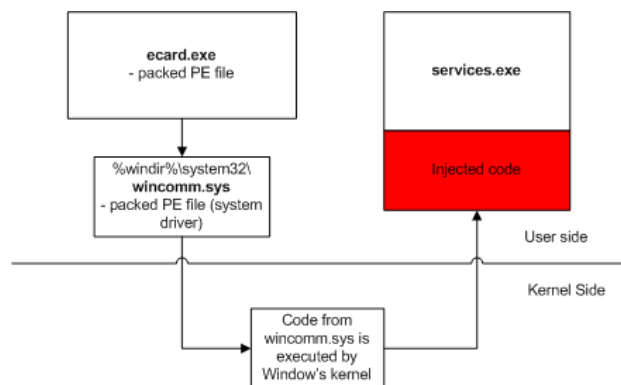 ecard.exe
- packed PE file
services.exe
%windir%\system32\
wincomm.sys
- packed PE file (system
driver)
Injected code
User side
Kernel Side
Code from
wincomm.sys is
executed by
Window's kernel